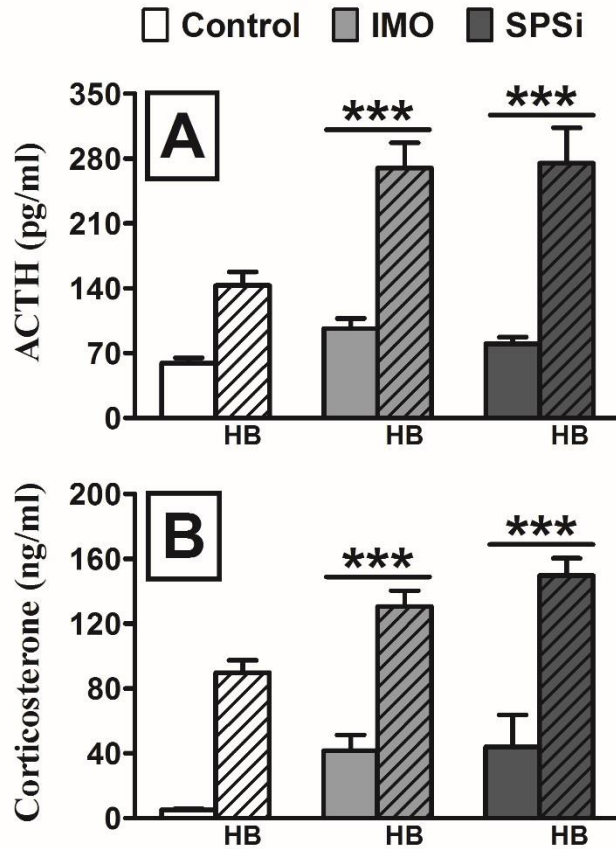 Control IMO SPSi
A
ACTH (pg/ml)
350
280
210
140
70
0
*** ***
HB HB HB
B
Corticosterone (ng/ml)
200
160
120
80
40
0
*** ***
HB HB HB